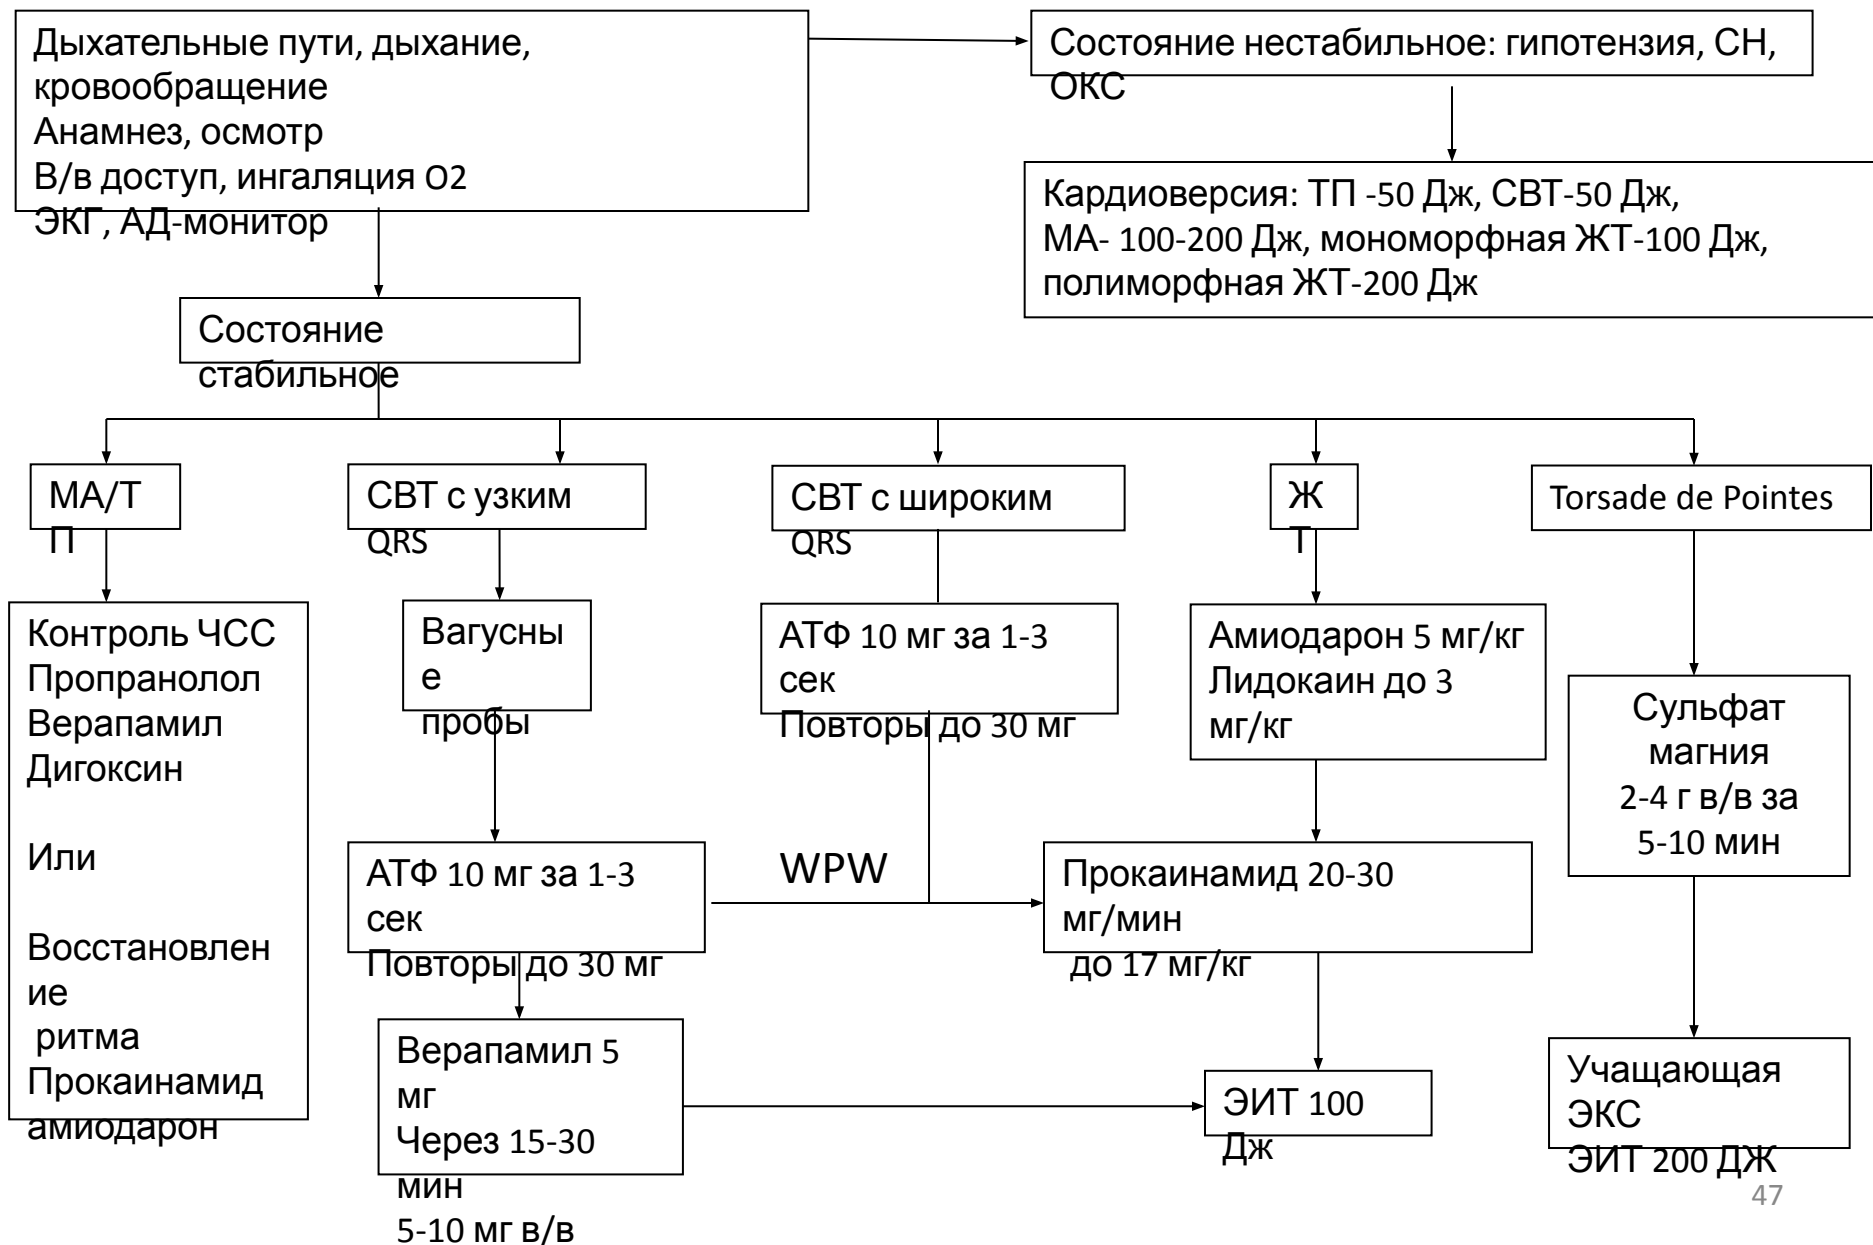 Дыхательные пути, дыхание,
кровообращение
Анамнез, осмотр
В/в доступ, ингаляция О2
ЭКГ, АД-монитор
Состояние нестабильное: гипотензия, СН,
ОКС
Кардиоверсия: ТП -50 Дж, СВТ-50 Дж,
МА- 100-200 Дж, мономорфная ЖТ-100 Дж,
полиморфная ЖТ-200 Дж
Состояние
стабильное
МА/Т
П
СВТ с узким
QRS
СВТ с широким
QRS
Ж
Т
Torsade de Pointes
Контроль ЧСС
Пропранолол
Верапамил
Дигоксин
Или
Восстановлен
ие
ритма
Прокаинамид
амиодарон
Вагусны
е
пробы
АТФ 10 мг за 1-3
сек
Повторы до 30 мг
Амиодарон 5 мг/кг
Лидокаин до 3
мг/кг
Сульфат
магния
2-4 г в/в за
5-10 мин
АТФ 10 мг за 1-3
сек
Повторы до 30 мг
WPW
Прокаинамид 20-30
мг/мин
до 17 мг/кг
Верапамил 5
мг
Через 15-30
мин
5-10 мг в/в
ЭИТ 100
Дж
Учащающая
ЭКС
ЭИТ 200 ДЖ
47